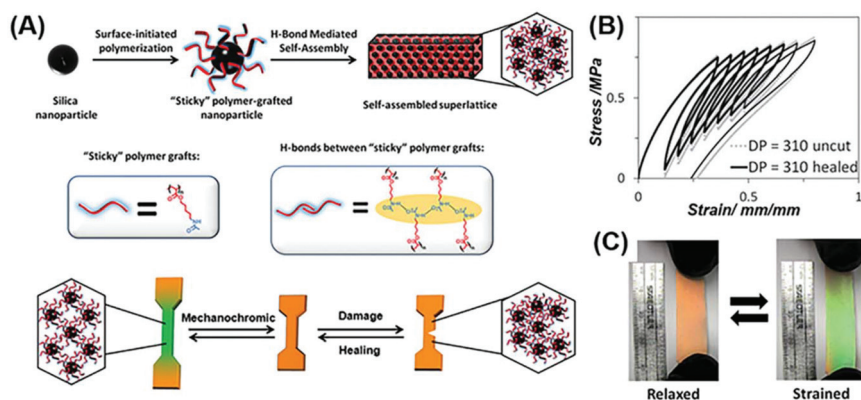 (A)
Surface-initiated
polymerization
H-Bond Mediated
Self-Assembly
Silica
nanoparticle
"Sticky" polymer-grafted
nanoparticle
Self-assembled superlattice
"Sticky" polymer grafts:
H-bonds between "sticky" polymer grafts:
=
=
Mechanochromic
Damage
Healing
(B)
Stress /MPa
0.5
0
0
0.5
1
DP = 310 uncut
DP = 310 healed
Strain/ mm/mm
(C)
Relaxed
Strained